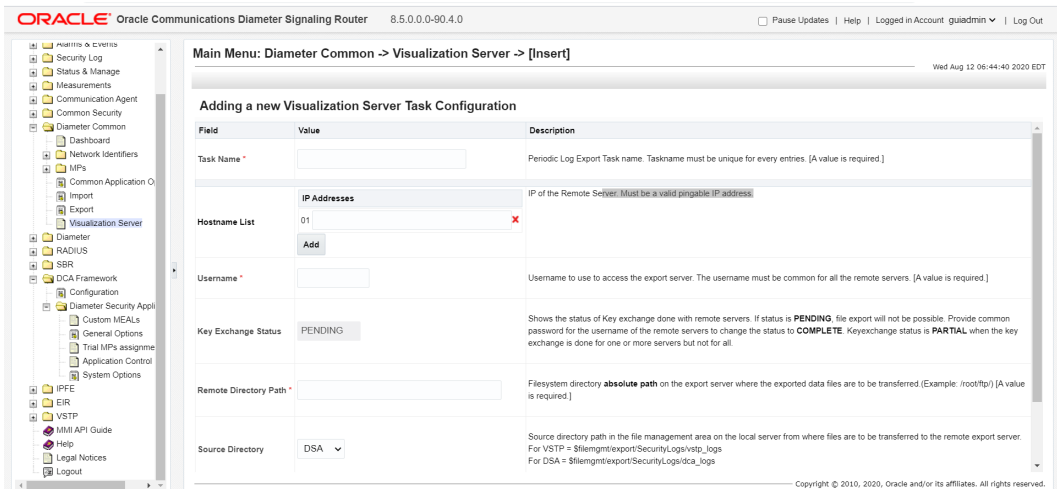 ORACLE® Oracle Communications Diameter Signaling Router 8.5.0.0.0-90.4.0
Pause Updates | Help | Logged in Account guiadmin | Log Out
Alarms & Events
Security Log
Status & Manage
Measurements
Communication Agent
Common Security
Diameter Common
Dashboard
Network Identifiers
MPs
Common Application O
Import
Export
Visualization Server
Diameter
RADIUS
SBR
DCA Framework
Configuration
Diameter Security Appli
Custom MEALs
General Options
Trial MPs assignme
Application Control
System Options
IPFE
EIR
VSTP
MMI API Guide
Help
Legal Notices
Logout
Main Menu: Diameter Common -> Visualization Server -> [Insert]
Wed Aug 12 06:44:40 2020 EDT
Adding a new Visualization Server Task Configuration
Field Value Description
Task Name * Periodic Log Export Task name. Taskname must be unique for every entries. [A value is required.]
Hostname List
IP Addresses
01
Add
IP of the Remote Server. Must be a valid pingable IP address.
Username * Username to use to access the export server. The username must be common for all the remote servers. [A value is required.]
Key Exchange Status PENDING
Shows the status of Key exchange done with remote servers. If status is PENDING, file export will not be possible. Provide common
password for the username of the remote servers to change the status to COMPLETE. Keyexchange status is PARTIAL when the key
exchange is done for one or more servers but not for all.
Remote Directory Path *
Filesystem directory absolute path on the export server where the exported data files are to be transferred.(Example: /root/ftp/) [A value
is required.]
Source Directory DSA
Source directory path in the file management area on the local server from where files are to be transferred to the remote export server.
For VSTP = $filemgmt/export/SecurityLogs/vstp_logs
For DSA = $filemgmt/export/SecurityLogs/dca_logs
Copyright © 2010, 2020, Oracle and/or its affiliates. All rights reserved.